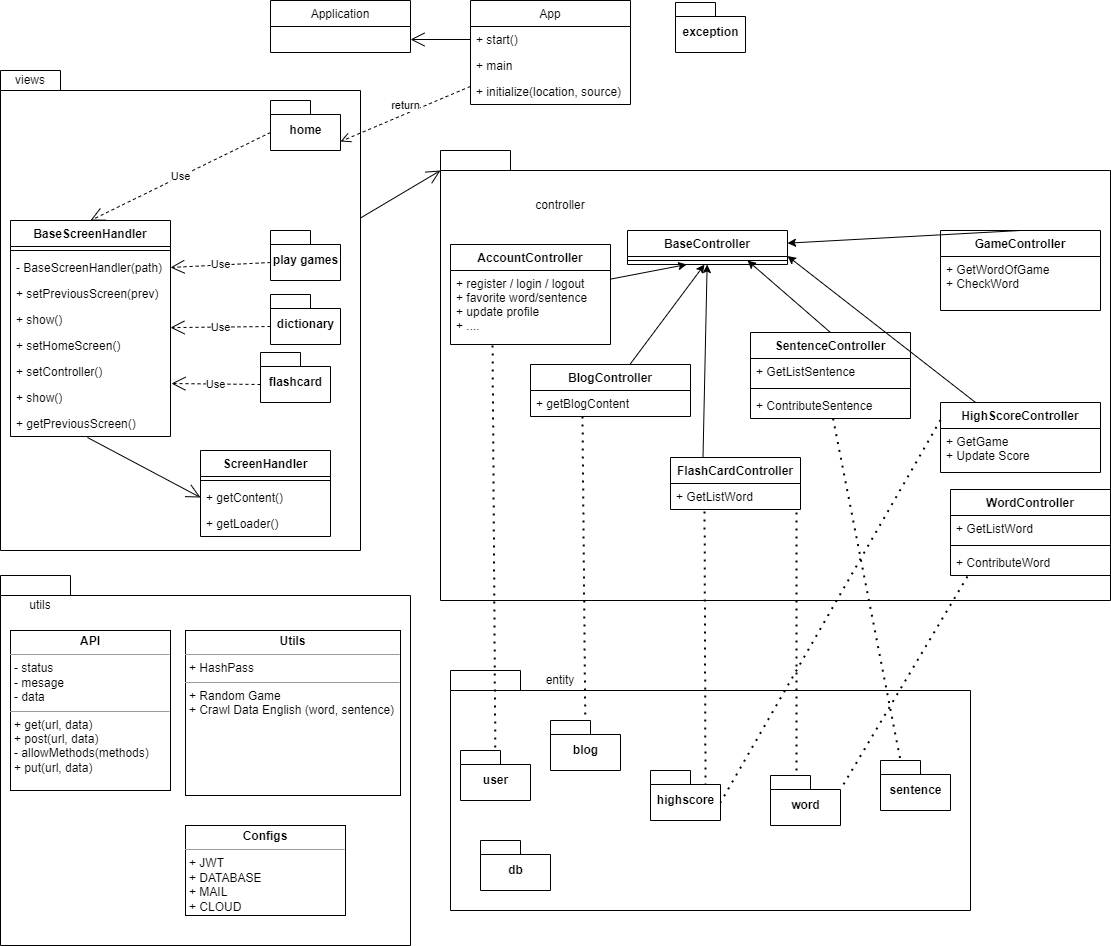 Application
App
+ start()
+ main
+ initialize(location, source)
exception
views
home
return
Use
BaseScreenHandler
- BaseScreenHandler(path)
+ setPreviousScreen(prev)
+ show()
+ setHomeScreen()
+ setController()
+ show()
+ getPreviousScreen()
Use
play games
Use
dictionary
Use
flashcard
ScreenHandler
+ getContent()
+ getLoader()
controller
AccountController
+ register / login / logout
+ favorite word/sentence
+ update profile
+ ....
BaseController
GameController
+ GetWordOfGame
+ CheckWord
BlogController
+ getBlogContent
SentenceController
+ GetListSentence
+ ContributeSentence
FlashCardController
+ GetListWord
HighScoreController
+ GetGame
+ Update Score
WordController
+ GetListWord
+ ContributeWord
utils
API
- status
- mesage
- data
+ get(url, data)
+ post(url, data)
- allowMethods(methods)
+ put(url, data)
Utils
+ HashPass
+ Random Game
+ Crawl Data English (word, sentence)
Configs
+ JWT
+ DATABASE
+ MAIL
+ CLOUD
entity
user
blog
highscore
word
sentence
db